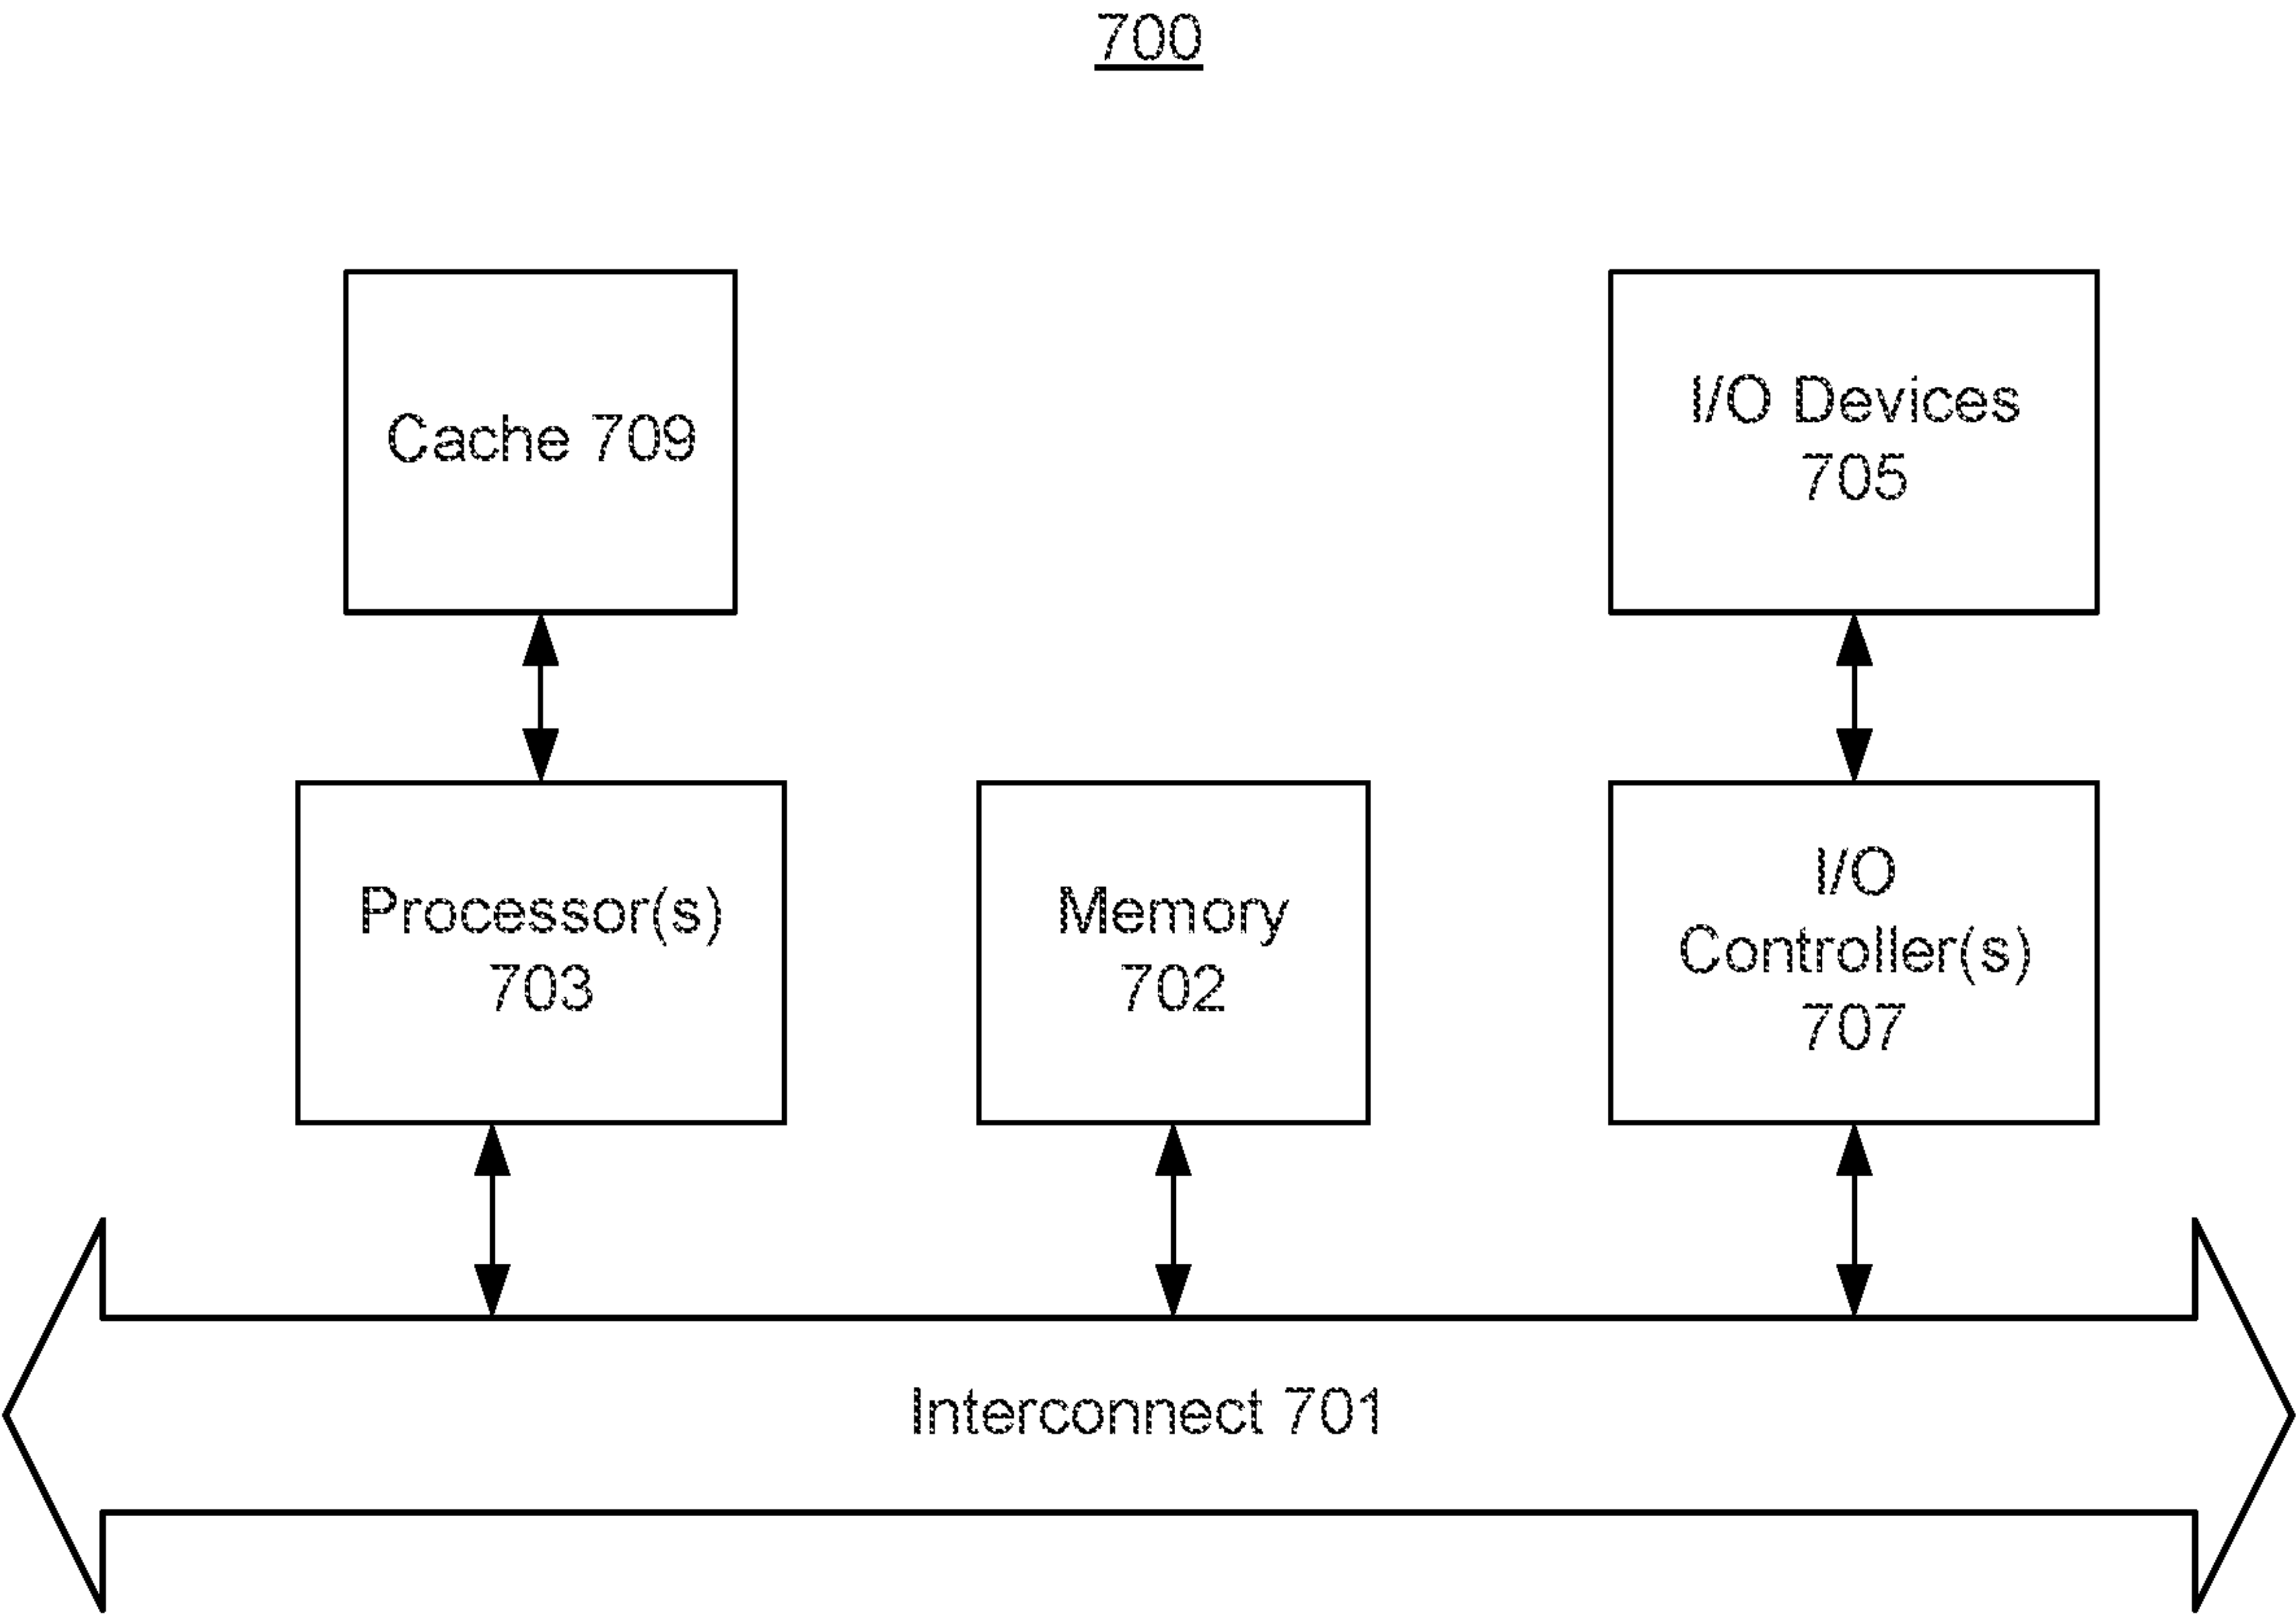 700
Cache 709
I/O Devices
705
Processor(s)
703
Memory
702
I/O
Controller(s)
707
Interconnect 701